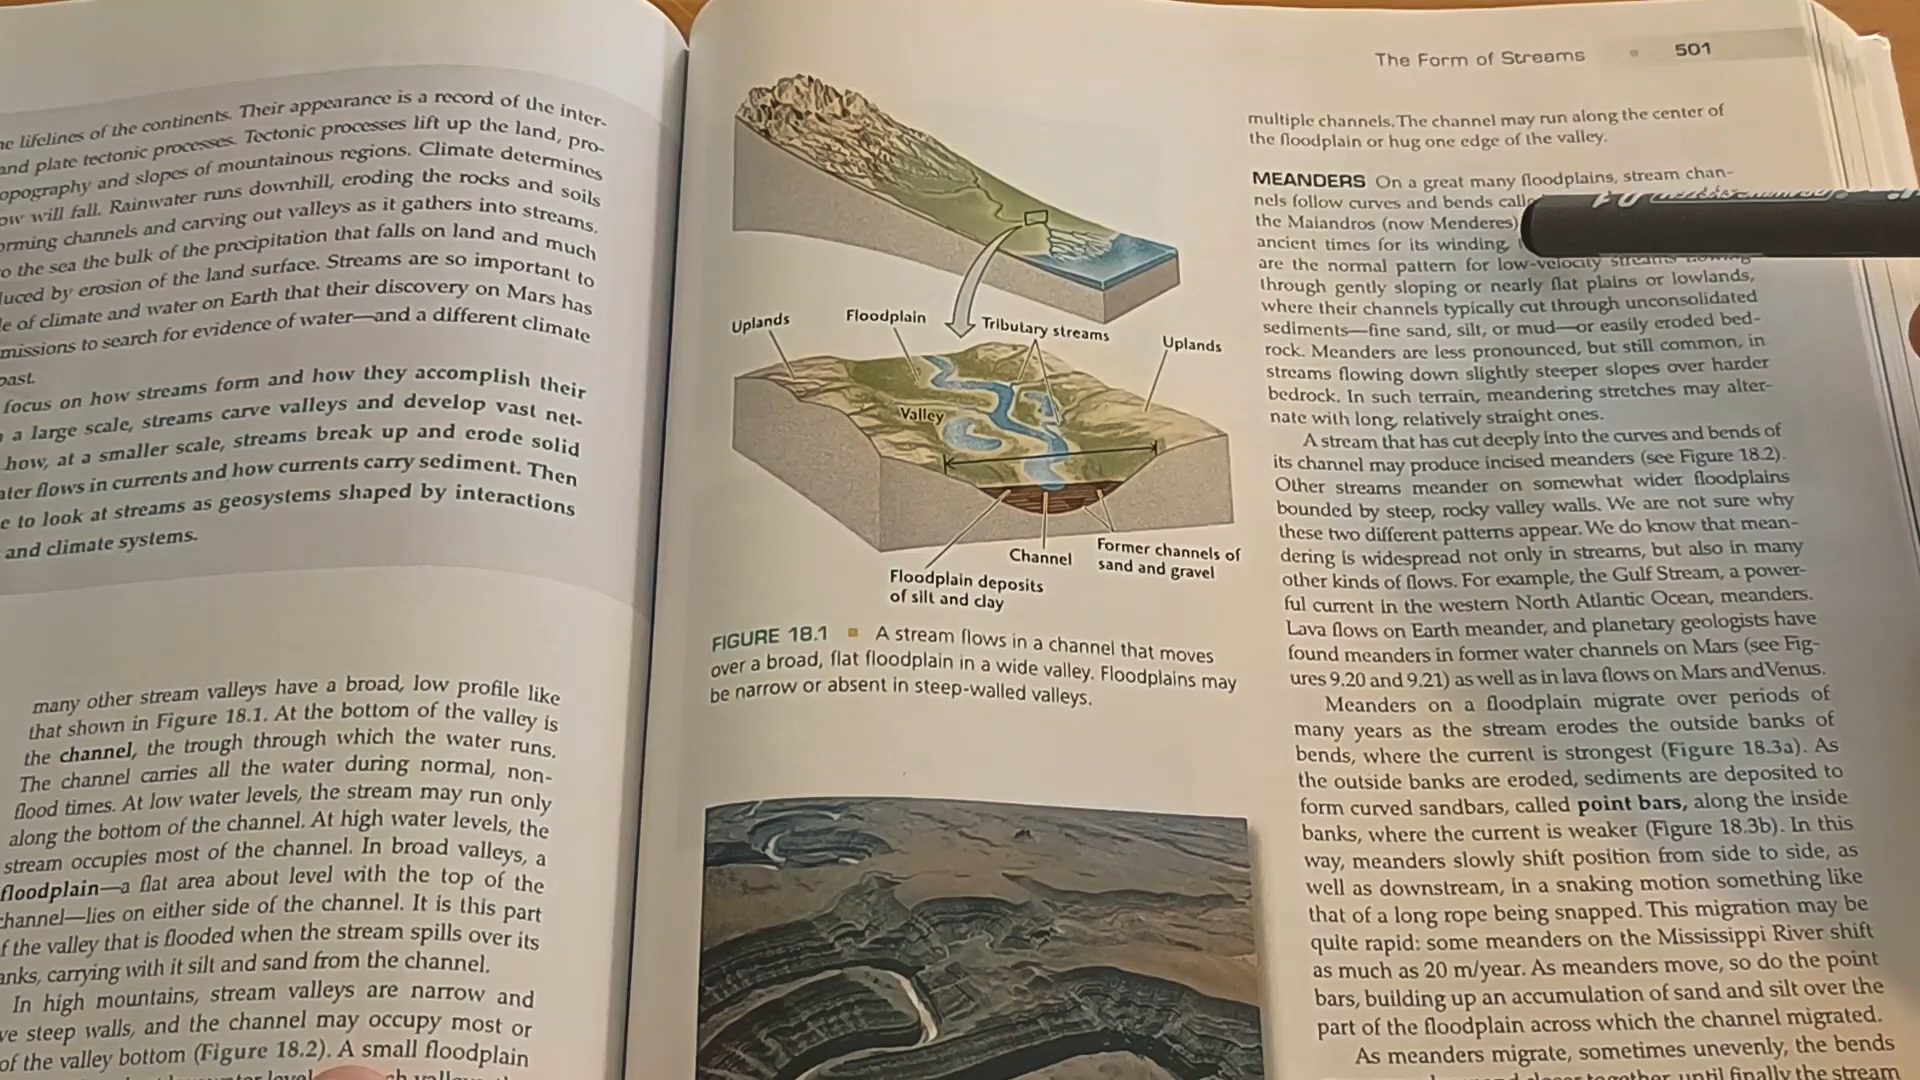 ne lifelines of the continents. Their appearance is a record of the inter-
and plate tectonic processes. Tectonic processes lift up the land, pro-
opography and slopes of mountainous regions. Climate determines
ow will fall. Rainwater runs downhill, eroding the rocks and soils
orming channels and carving out valleys as it gathers into streams.
o the sea the bulk of the precipitation that falls on land and much
luced by erosion of the land surface. Streams are so important to
le of climate and water on Earth that their discovery on Mars has
missions to search for evidence of water—and a different climate
past.
focus on how streams form and how they accomplish their
a large scale, streams carve valleys and develop vast net-
how, at a smaller scale, streams break up and erode solid
ater flows in currents and how currents carry sediment. Then
e to look at streams as geosystems shaped by interactions
and climate systems.
many other stream valleys have a broad, low profile like
that shown in Figure 18.1. At the bottom of the valley is
the channel, the trough through which the water runs.
The channel carries all the water during normal, non-
flood times. At low water levels, the stream may run only
along the bottom of the channel. At high water levels, the
stream occupies most of the channel. In broad valleys, a
floodplain—a flat area about level with the top of the
channel—lies on either side of the channel. It is this part
f the valley that is flooded when the stream spills over its
anks, carrying with it silt and sand from the channel.
In high mountains, stream valleys are narrow and
ve steep walls, and the channel may occupy most or
of the valley bottom (Figure 18.2). A small floodplain
The Form of Streams 501
Uplands
Floodplain
Tributary streams
Uplands
Valley
Channel
Former channels of
sand and gravel
Floodplain deposits
of silt and clay
FIGURE 18.1 A stream flows in a channel that moves
over a broad, flat floodplain in a wide valley. Floodplains may
be narrow or absent in steep-walled valleys.
multiple channels. The channel may run along the center of
the floodplain or hug one edge of the valley.
MEANDERS On a great many floodplains, stream chan-
nels follow curves and bends calle
the Maiandros (now Menderes)
ancient times for its winding,
are the normal pattern for low-velocity streams flowing
through gently sloping or nearly flat plains or lowlands,
where their channels typically cut through unconsolidated
sediments—fine sand, silt, or mud—or easily eroded bed-
rock. Meanders are less pronounced, but still common, in
streams flowing down slightly steeper slopes over harder
bedrock. In such terrain, meandering stretches may alter-
nate with long, relatively straight ones.
A stream that has cut deeply into the curves and bends of
its channel may produce incised meanders (see Figure 18.2).
Other streams meander on somewhat wider floodplains
bounded by steep, rocky valley walls. We are not sure why
these two different patterns appear. We do know that mean-
dering is widespread not only in streams, but also in many
other kinds of flows. For example, the Gulf Stream, a power-
ful current in the western North Atlantic Ocean, meanders.
Lava flows on Earth meander, and planetary geologists have
found meanders in former water channels on Mars (see Fig-
ures 9.20 and 9.21) as well as in lava flows on Mars and Venus.
Meanders on a floodplain migrate over periods of
many years as the stream erodes the outside banks of
bends, where the current is strongest (Figure 18.3a). As
the outside banks are eroded, sediments are deposited to
form curved sandbars, called point bars, along the inside
banks, where the current is weaker (Figure 18.3b). In this
way, meanders slowly shift position from side to side, as
well as downstream, in a snaking motion something like
that of a long rope being snapped. This migration may be
quite rapid: some meanders on the Mississippi River shift
as much as 20 m/year. As meanders move, so do the point
bars, building up an accumulation of sand and silt over the
part of the floodplain across which the channel migrated.
As meanders migrate, sometimes unevenly, the bends
closer together, until finally the stream